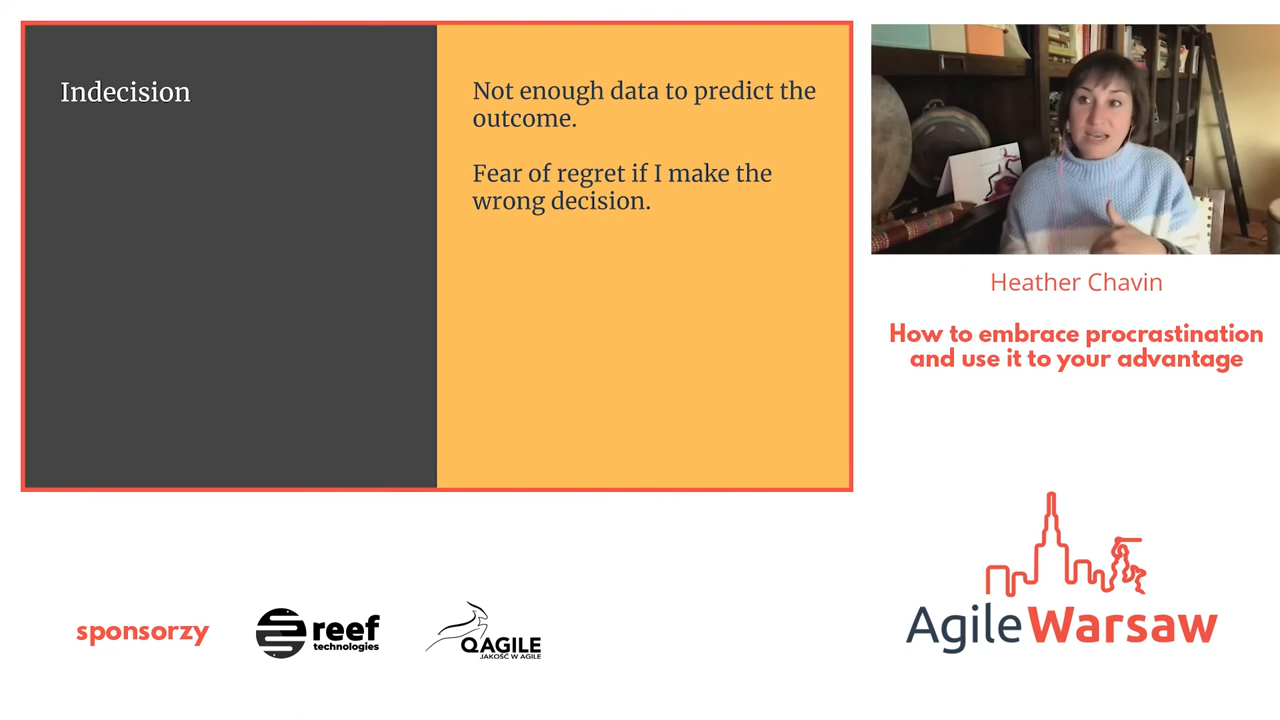 Indecision
Not enough data to predict the
outcome.
Fear of regret if I make the
wrong decision.
Heather Chavin
How to embrace procrastination
and use it to your advantage
sponsorzy
reef
technologies
QAGILE
JAKOŚĆ W AGILE
AgileWarsaw